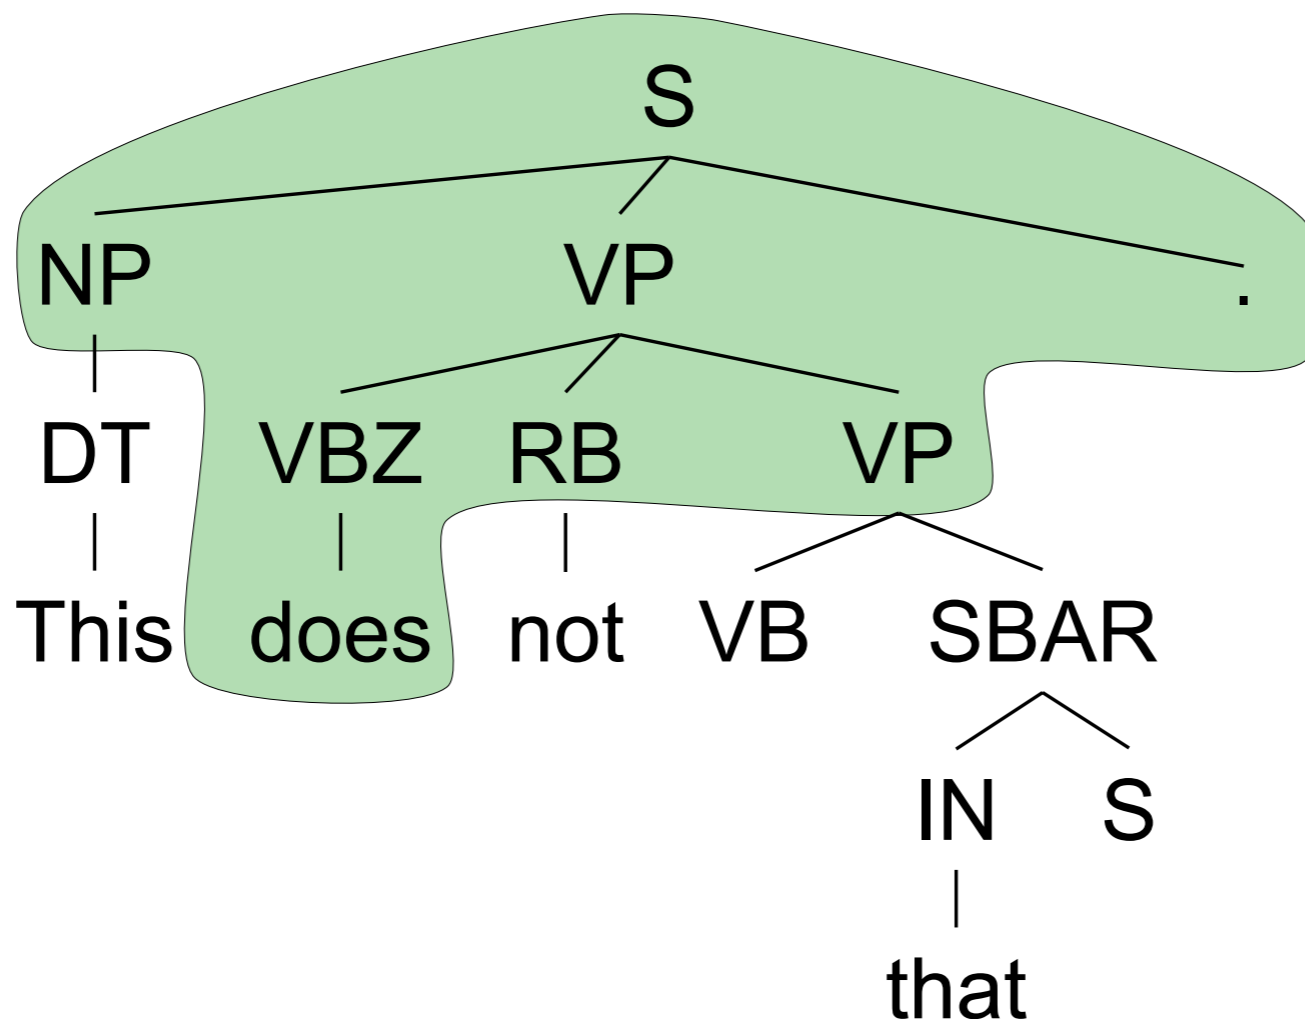 S
NP VP .
DT VBZ RB VP
This does not VB SBAR
IN S
that